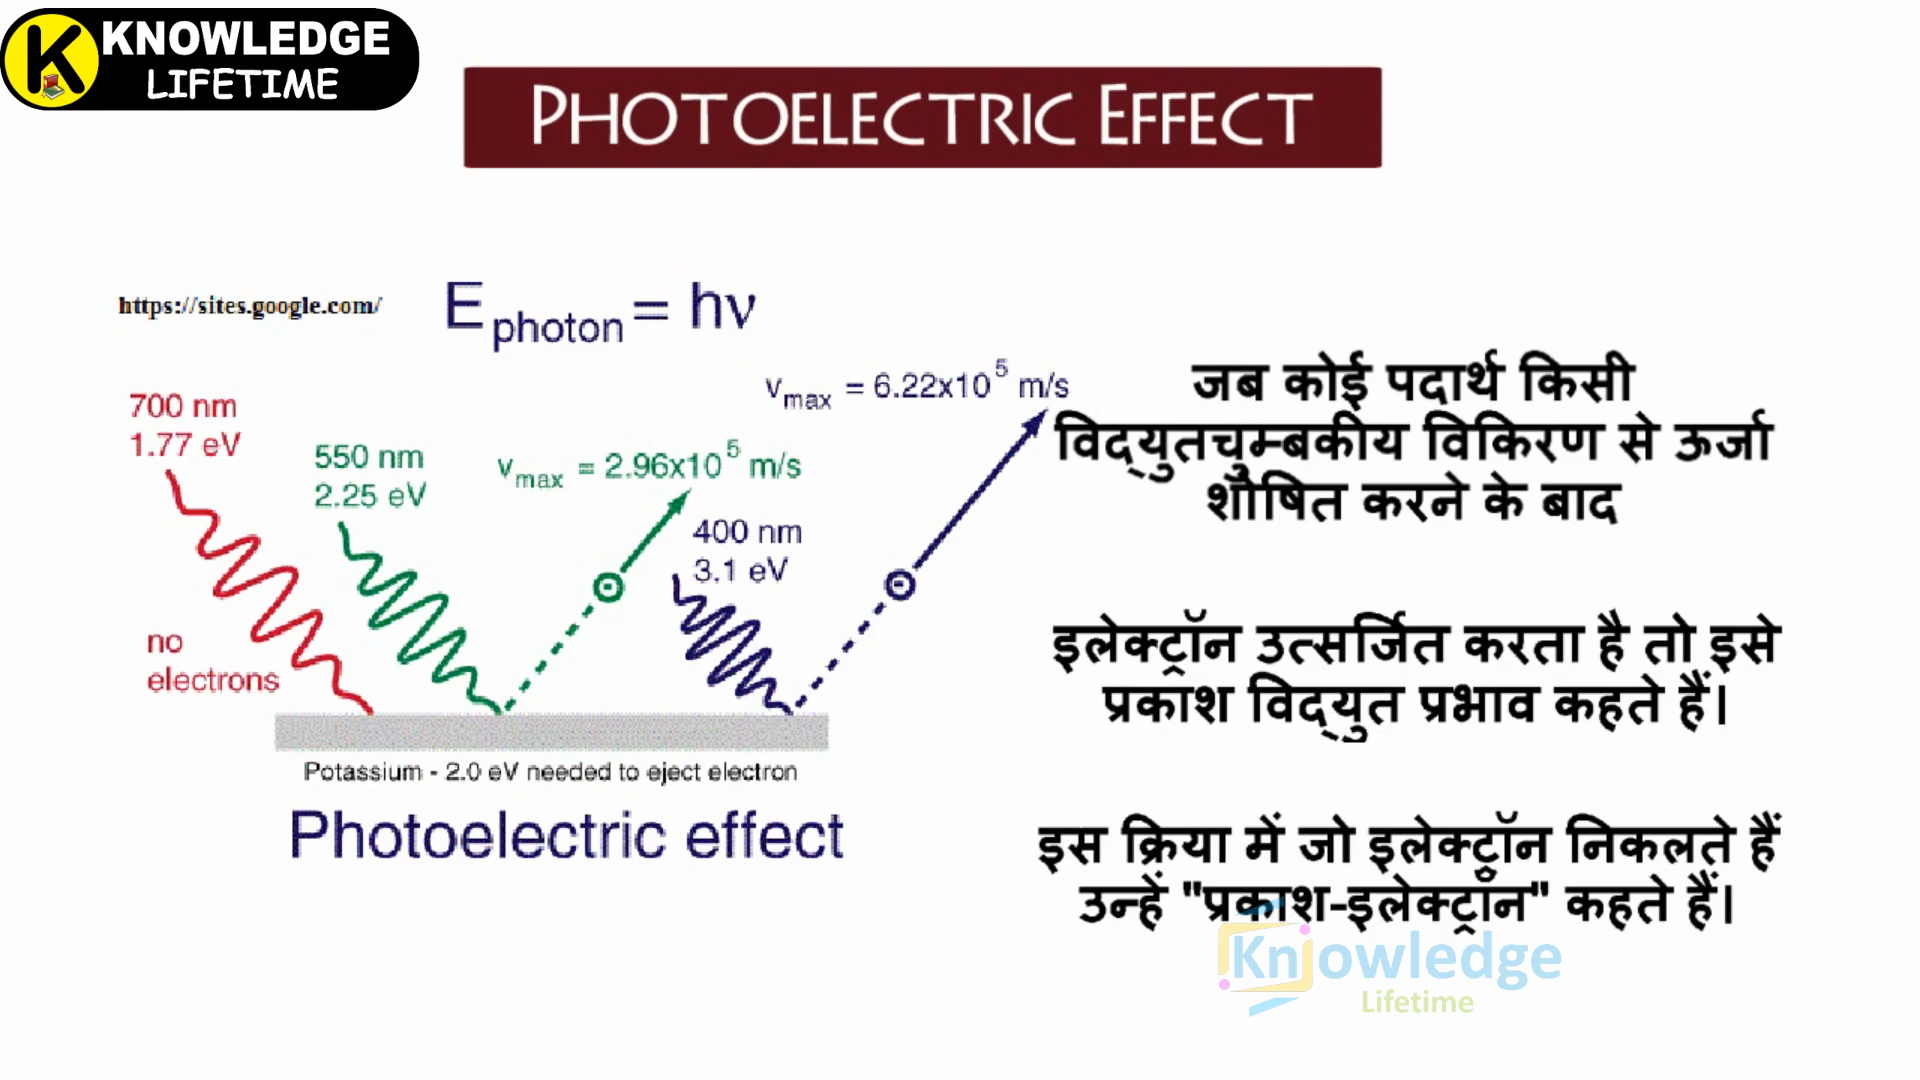 KNOWLEDGE
LIFETIME
PHOTOELECTRIC EFFECT
https://sites.google.com/
E photon = hν
v max = 6.22x10 5 m/s
700 nm
1.77 eV
550 nm
2.25 eV
v max = 2.96x10 5 m/s
400 nm
3.1 eV
no
electrons
Potassium - 2.0 eV needed to eject electron
Photoelectric effect
जब कोई पदार्थ किसी
विद्युतचुम्बकीय विकिरण से ऊर्जा
शोषित करने के बाद
इलेक्ट्रॉन उत्सर्जित करता है तो इसे
प्रकाश विद्युत प्रभाव कहते हैं।
इस क्रिया में जो इलेक्ट्रॉन निकलते हैं
उन्हें "प्रकाश-इलेक्ट्रॉन" कहते हैं।
Knowledge
Lifetime